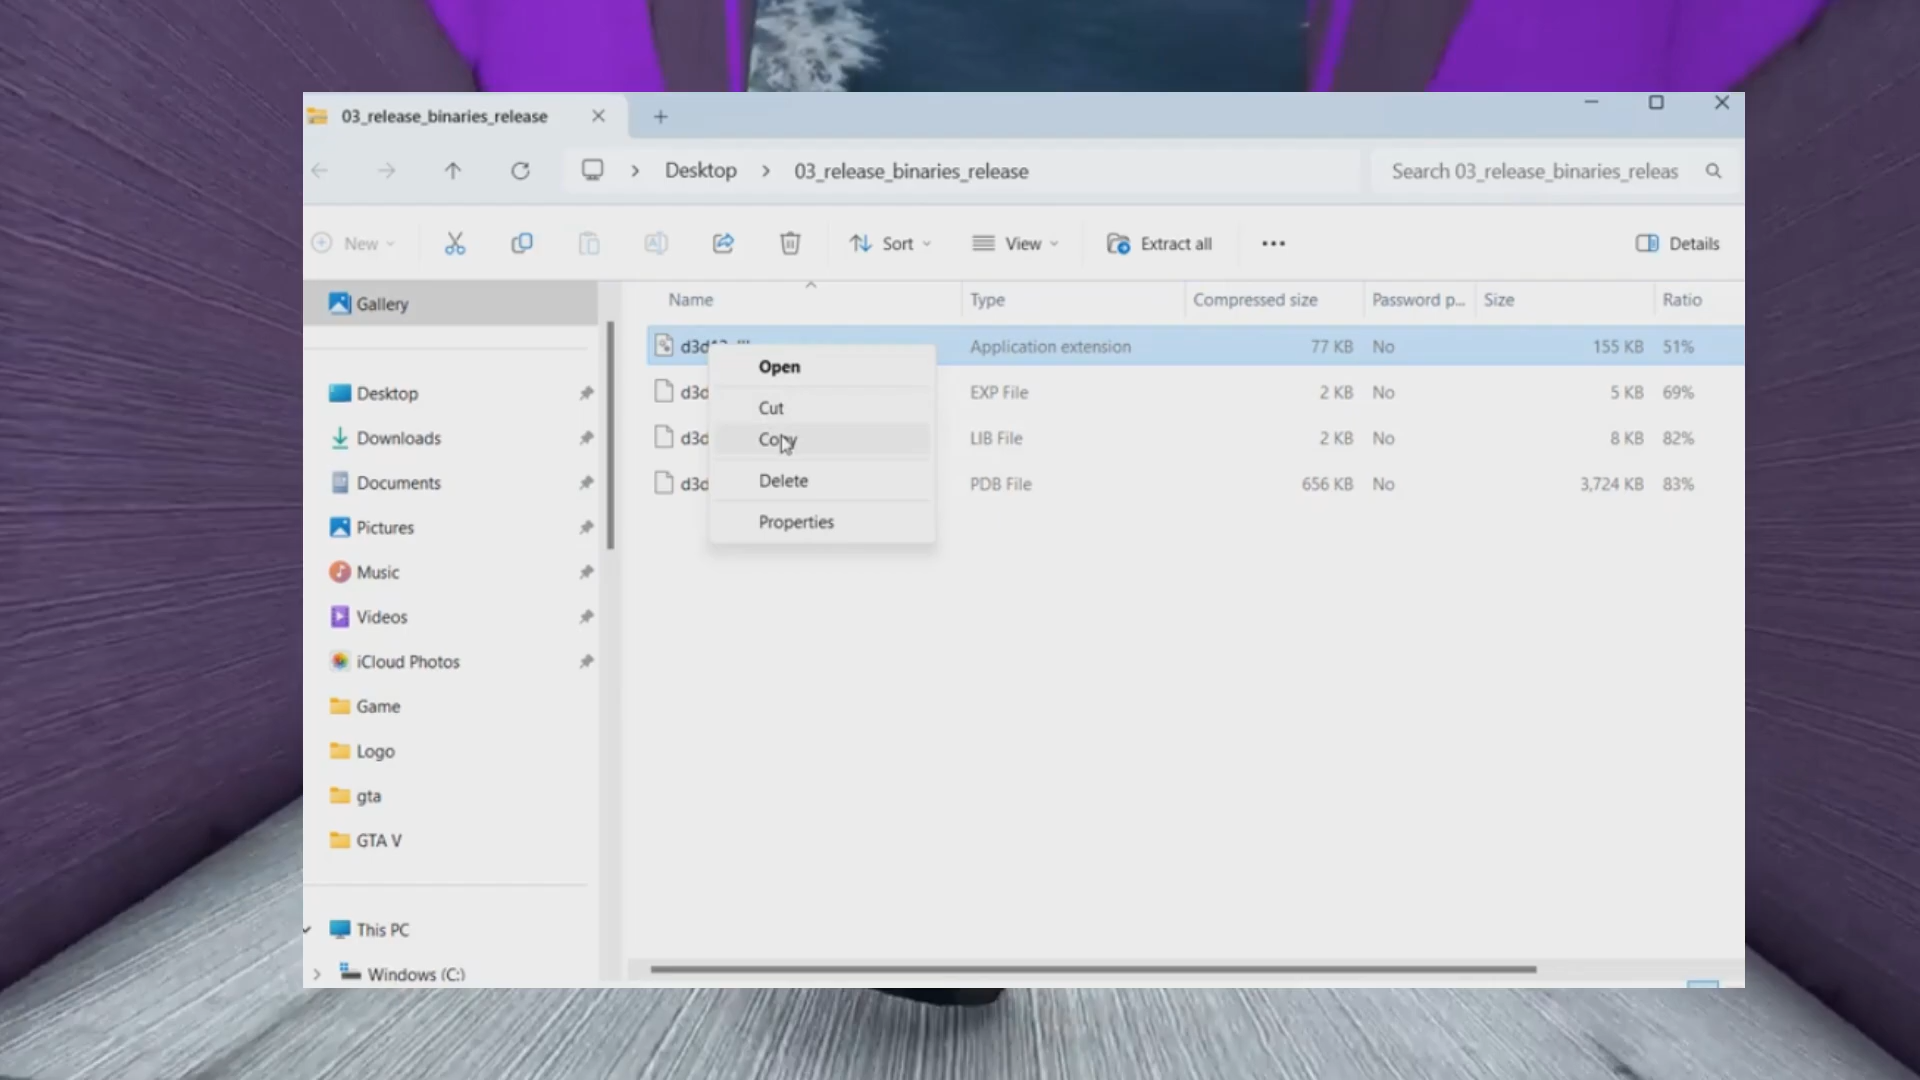 03_release_binaries_release
Desktop > 03_release_binaries_release
Search 03_release_binaries_releas
New
Sort
View
Extract all
Details
Gallery
Name Type Compressed size Password p... Size Ratio
Application extension 77 KB No 155 KB 51%
d3d EXP File 2 KB No 5 KB 69%
d3d LIB File 2 KB No 8 KB 82%
d3d PDB File 656 KB No 3,724 KB 83%
Open
Cut
Copy
Delete
Properties
Desktop
Downloads
Documents
Pictures
Music
Videos
iCloud Photos
Game
Logo
gta
GTA V
This PC
Windows (C:)